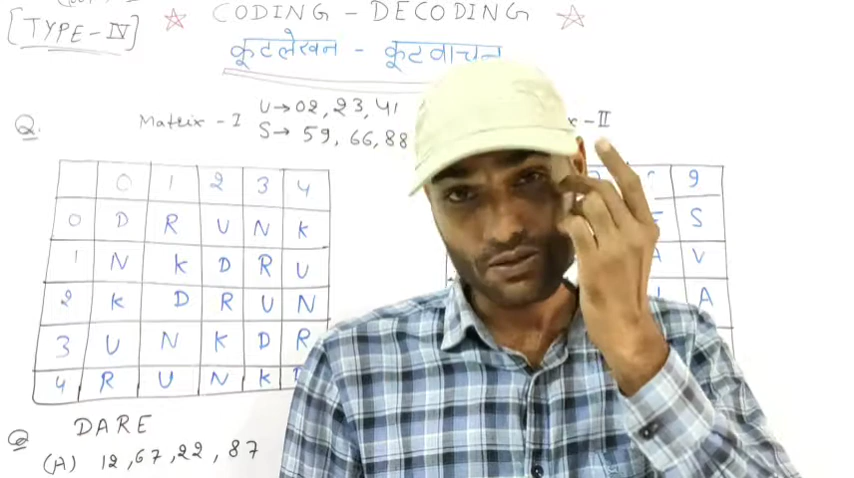 [TYPE-IV] ☆ CODING - DECODING ☆
कूटलेखन - कूटवाचन
Q. Matrix - I U→02, 23, 41
S→ 59, 66, 88
- II
0 1 2 3 4
0 D R U N K
1 N K D R U
2 K D R U N
3 U N K D R
4 R U N K
9
S
V
A
Q DARE
(A) 12, 67, 22, 87